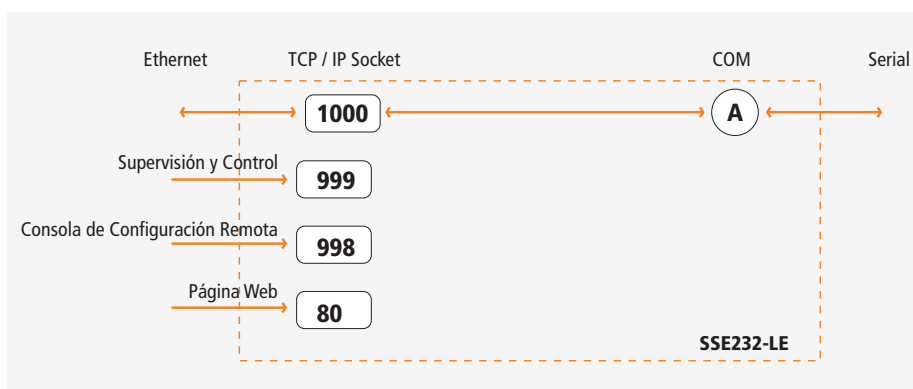 Ethernet TCP / IP Socket COM Serial
1000 A
Supervisión y Control
999
Consola de Configuración Remota
998
Página Web
80
SSE232-LE